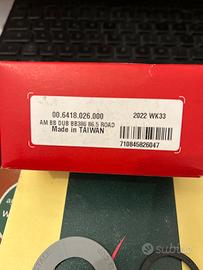 00.6418.026.000 2022 WK33
AM BB DUB BB386 86.5 ROAD
Made in TAIWAN
710845826047
subito